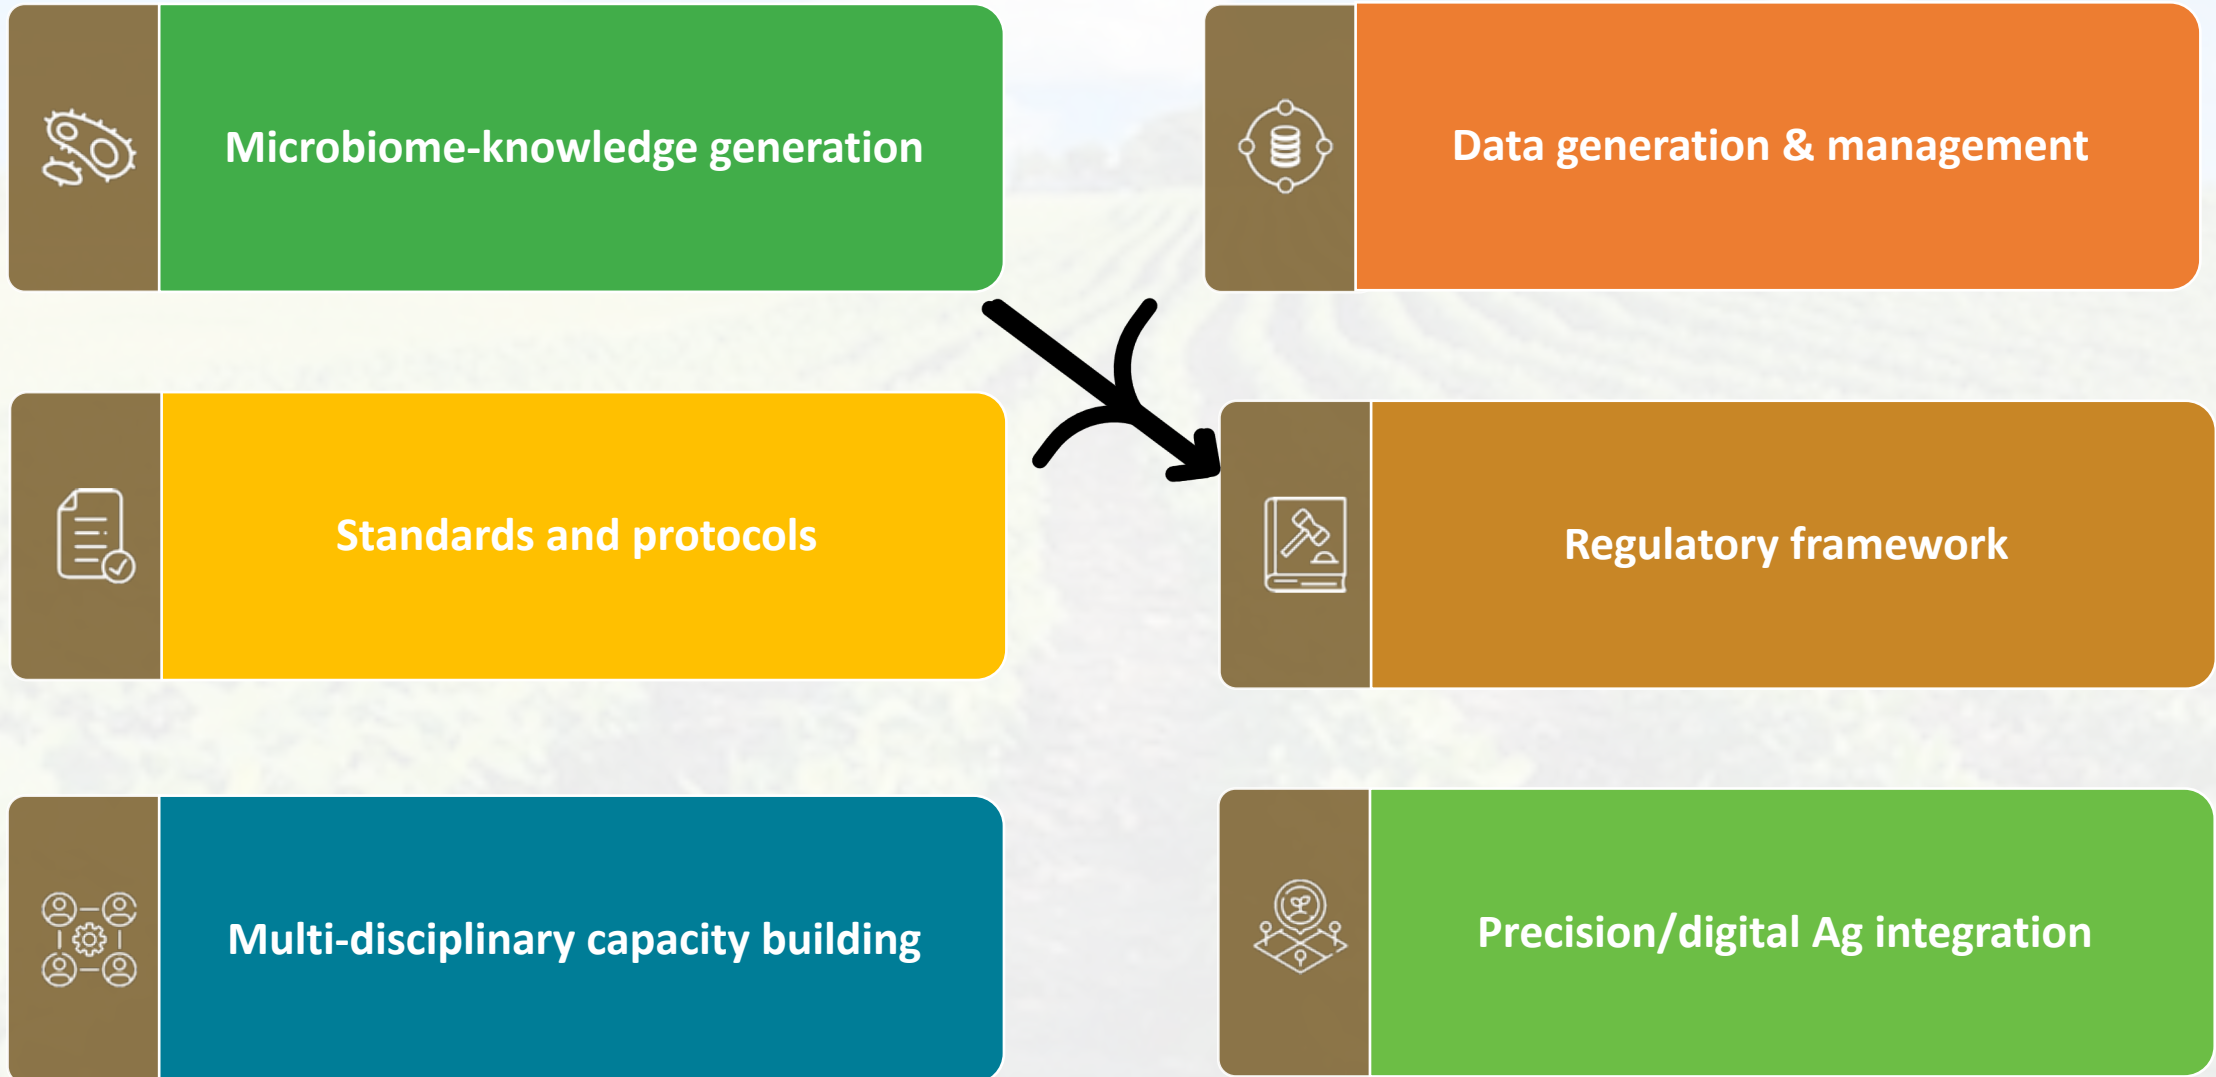 Microbiome-knowledge generation
Data generation & management
Standards and protocols
Regulatory framework
Multi-disciplinary capacity building
Precision/digital Ag integration